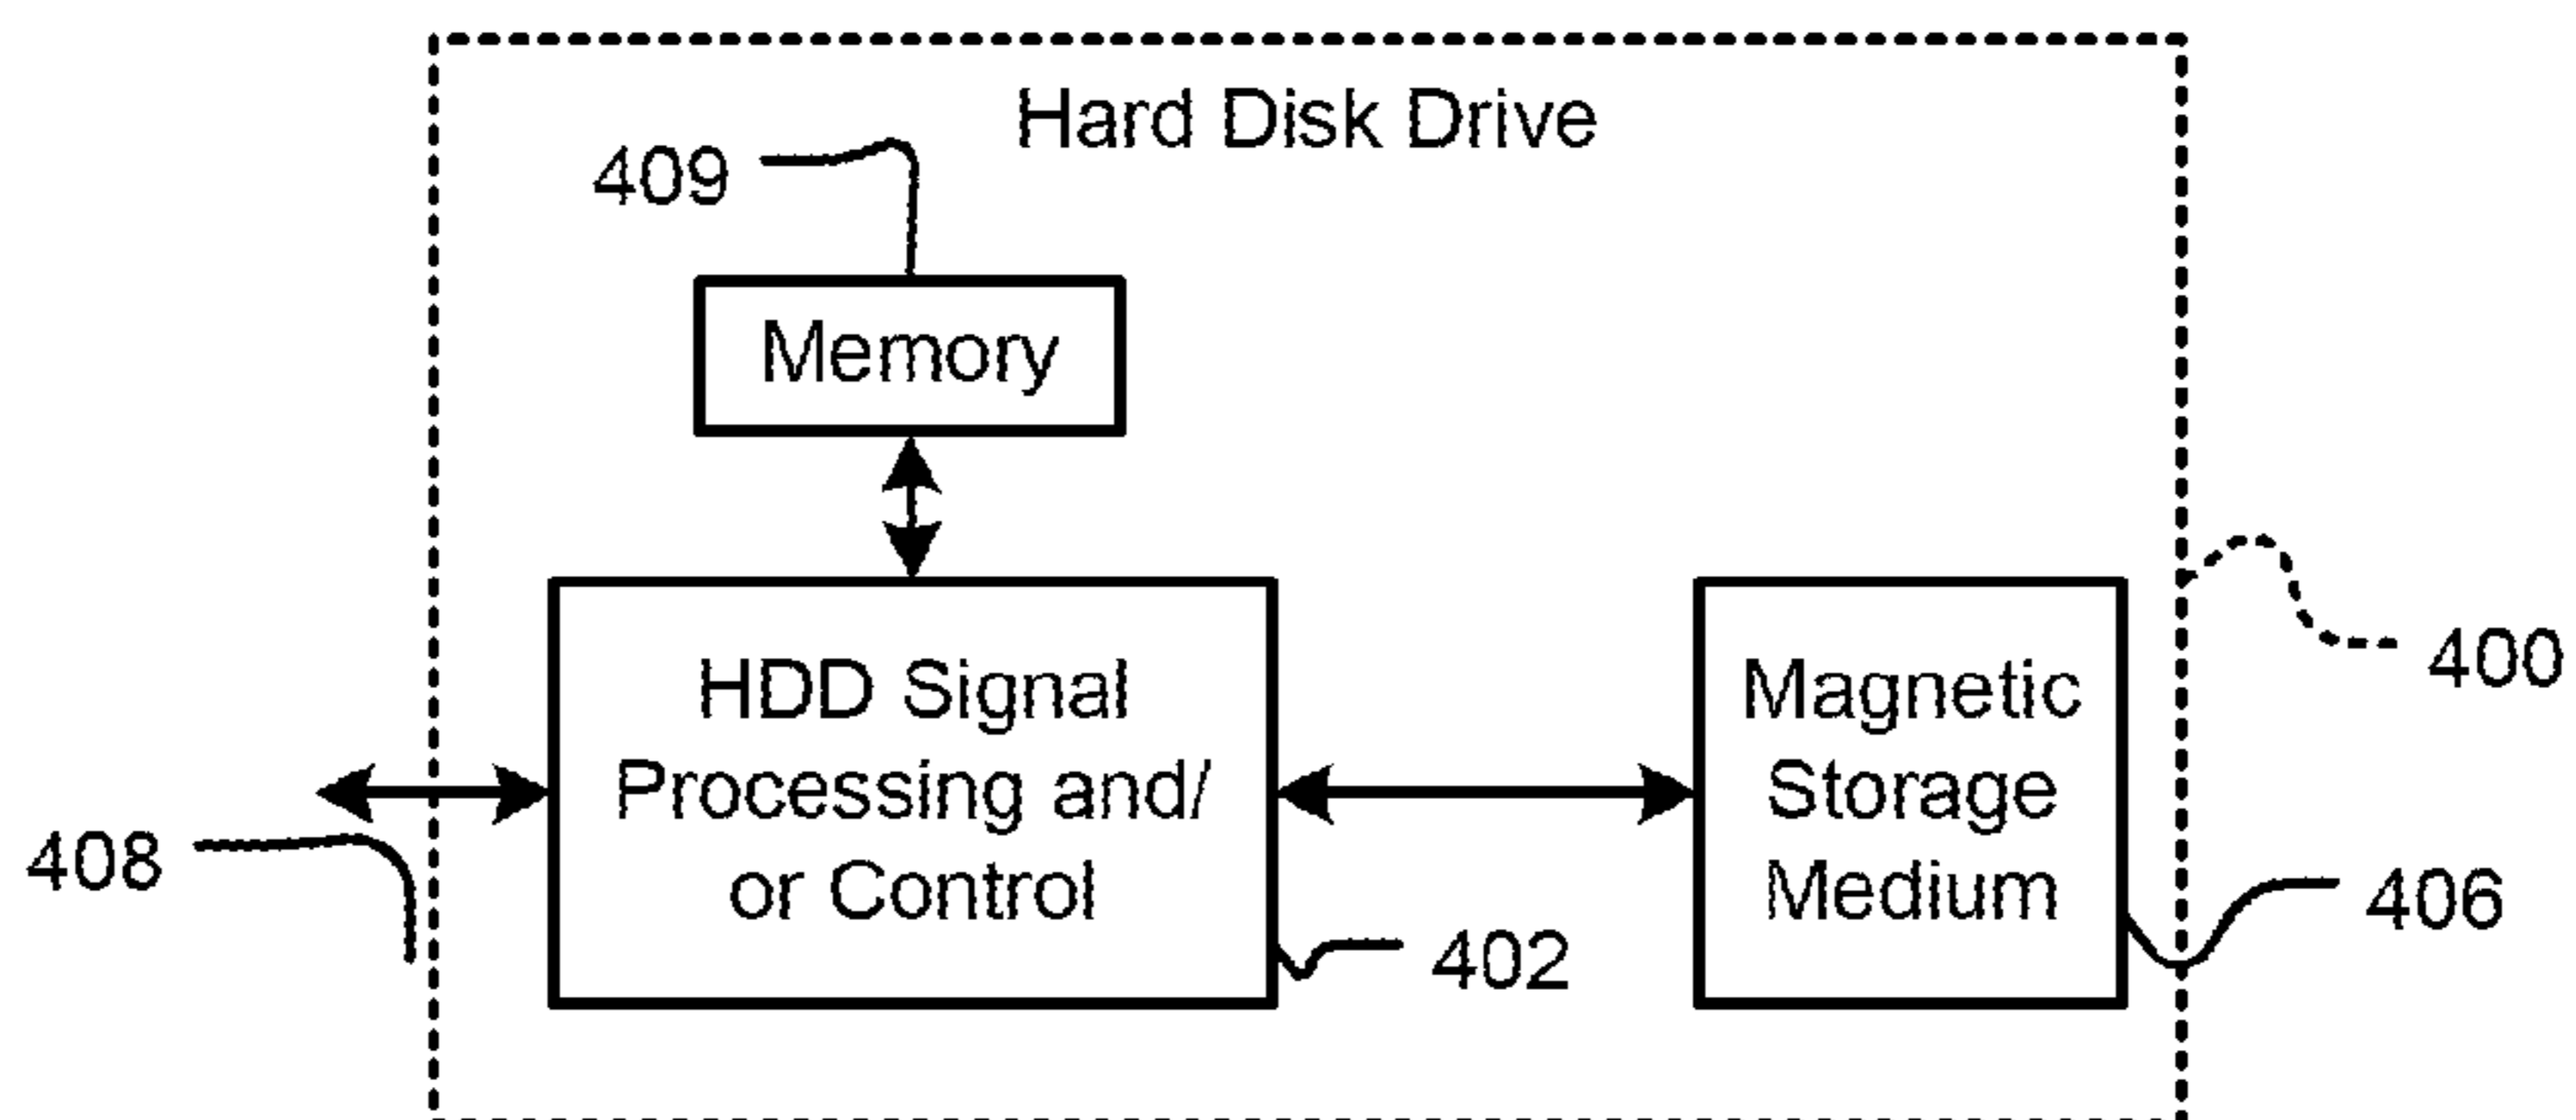 Hard Disk Drive
409
Memory
HDD Signal
Processing and/
or Control
Magnetic
Storage
Medium
400
408
402
406